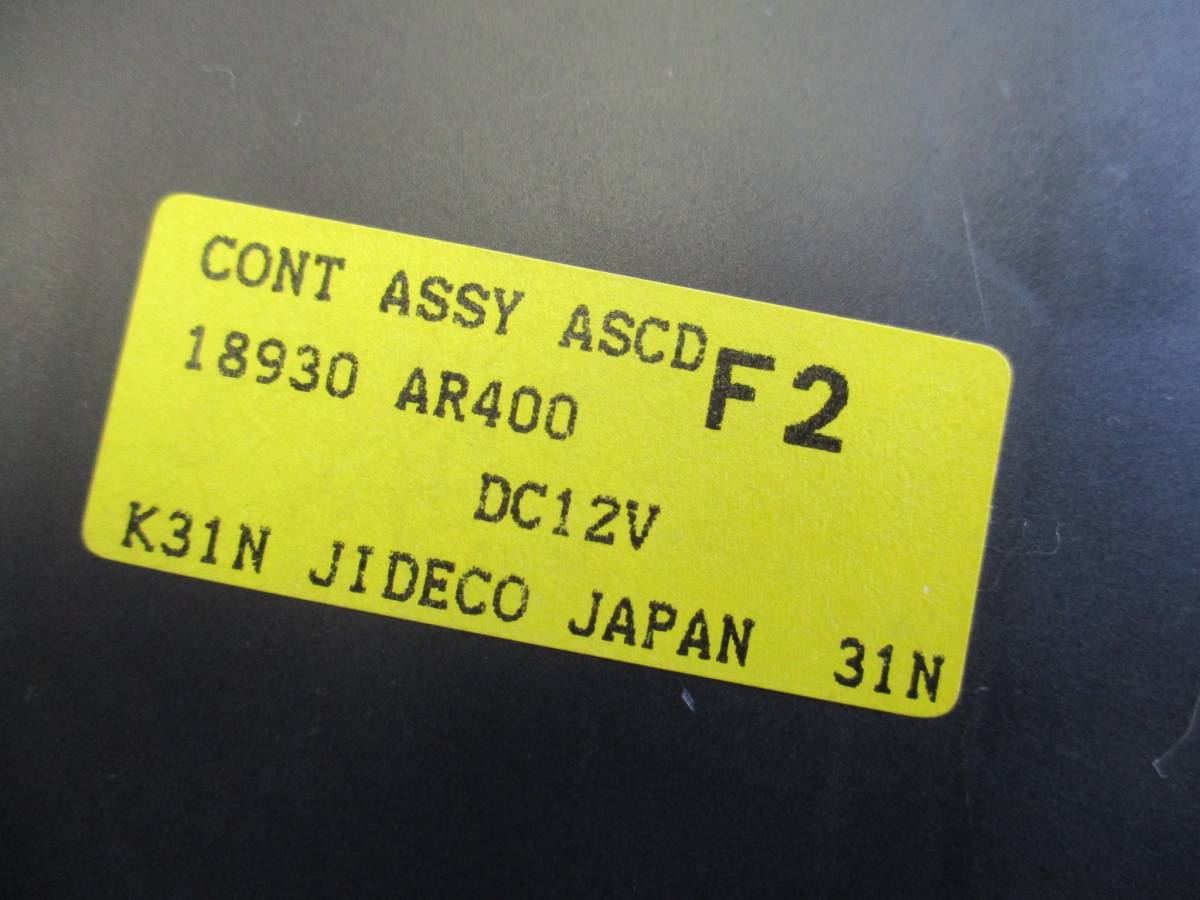 CONT ASSY ASCD
18930 AR400
F2
DC12V
K31N JIDECO JAPAN 31N